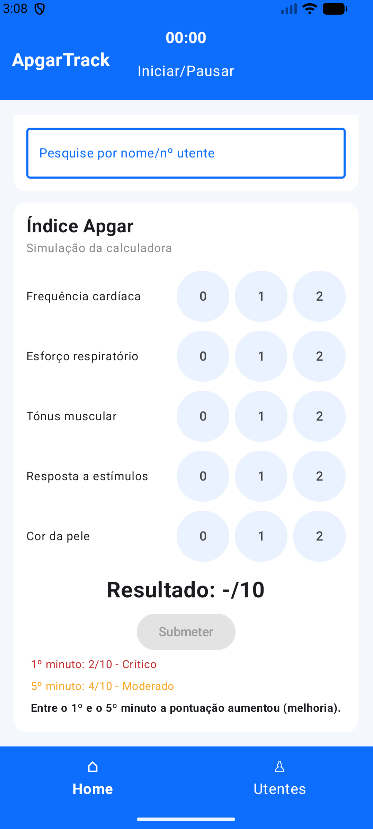 3:08
00:00
ApgarTrack
Iniciar/Pausar
Pesquise por nome/nº utente
Índice Apgar
Simulação da calculadora
Frequência cardíaca 0 1 2
Esforço respiratório 0 1 2
Tónus muscular 0 1 2
Resposta a estímulos 0 1 2
Cor da pele 0 1 2
Resultado: -/10
Submeter
1º minuto: 2/10 - Crítico
5º minuto: 4/10 - Moderado
Entre o 1º e o 5º minuto a pontuação aumentou (melhoria).
Home Utentes